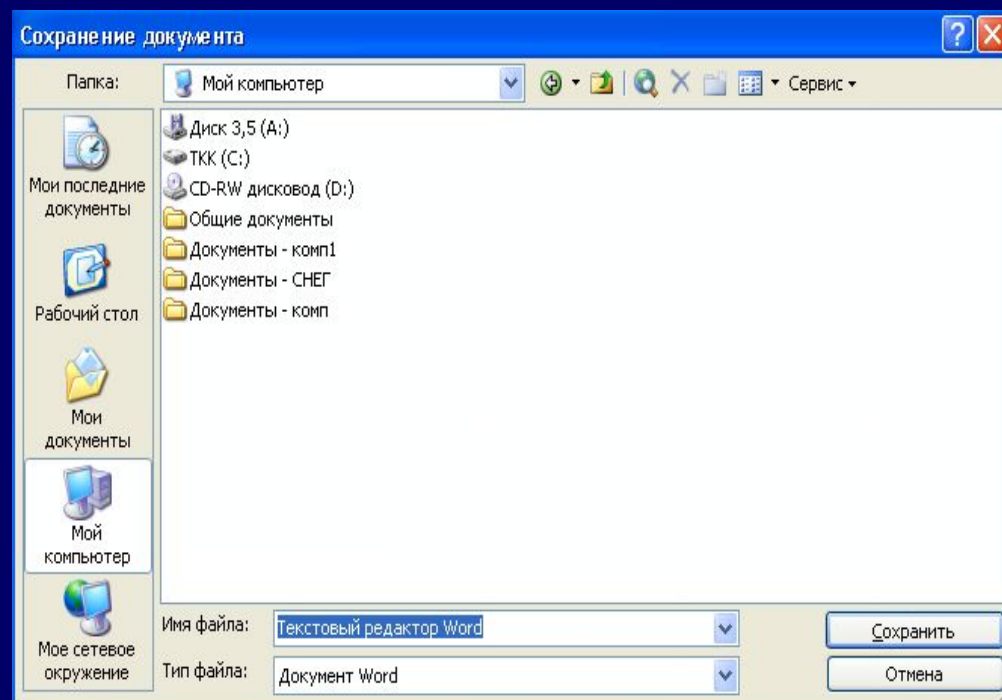 Сохранение документа
Папка:
Мой компьютер
Сервис
Мои последние
документы
Рабочий стол
Мои
документы
Мой
компьютер
Мое сетевое
окружение
Диск 3,5 (A:)
ТКК (C:)
CD-RW дисковод (D:)
Общие документы
Документы - комп1
Документы - СНЕГ
Документы - комп
Имя файла:
Текстовый редактор Word
Сохранить
Тип файла:
Документ Word
Отмена